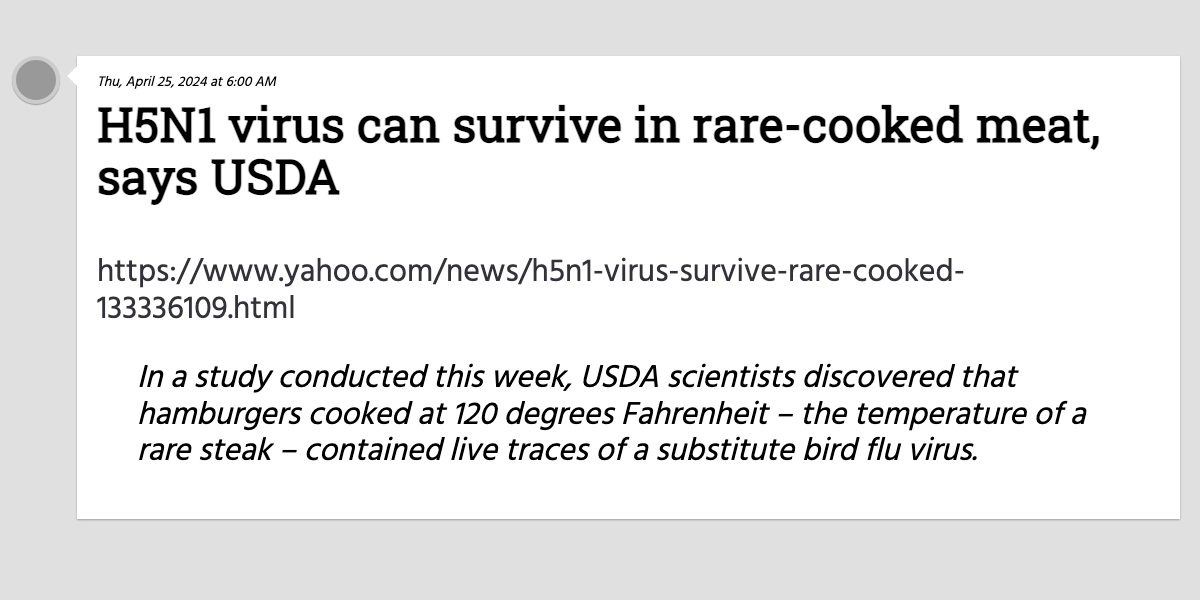 Thu, April 25, 2024 at 6:00 AM
H5N1 virus can survive in rare-cooked meat,
says USDA
https://www.yahoo.com/news/h5n1-virus-survive-rare-cooked-
133336109.html
In a study conducted this week, USDA scientists discovered that
hamburgers cooked at 120 degrees Fahrenheit – the temperature of a
rare steak – contained live traces of a substitute bird flu virus.